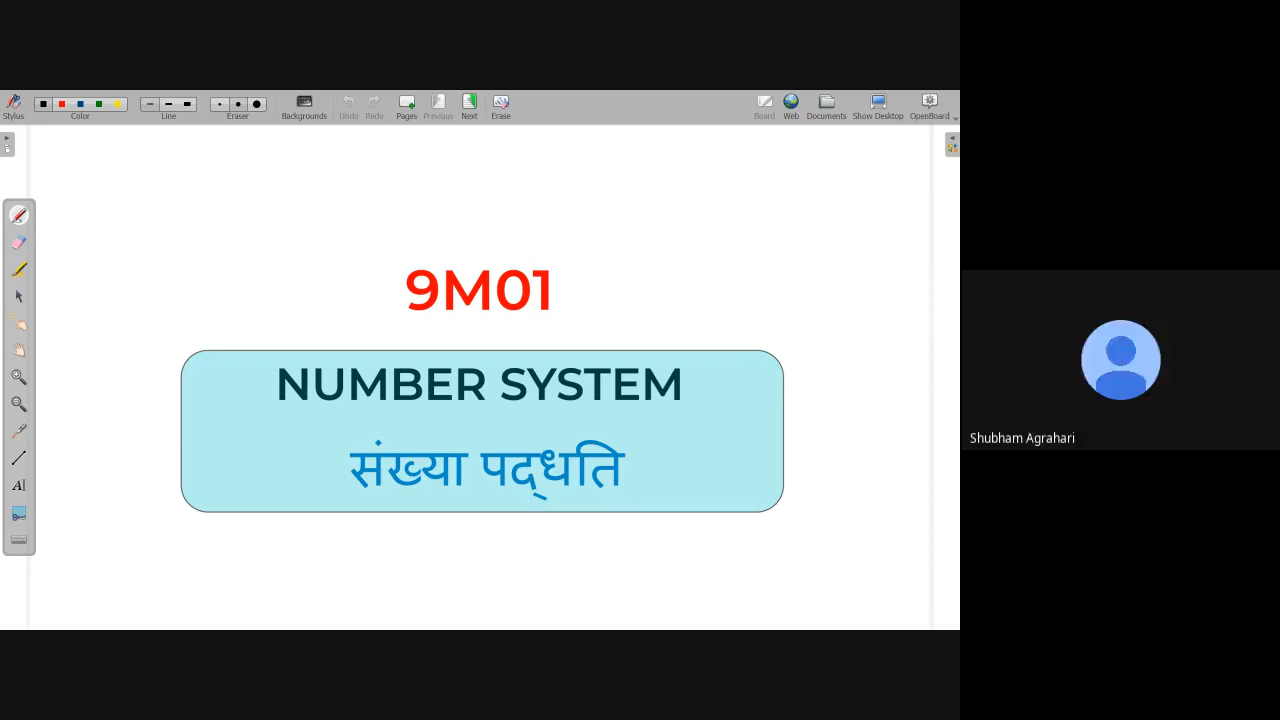 Stylus Color Line Eraser Backgrounds Undo Redo Pages Previous Next Erase Board Web Documents Show Desktop OpenBoard
9M01
NUMBER SYSTEM
संख्या पद्धति
Shubham Agrahari